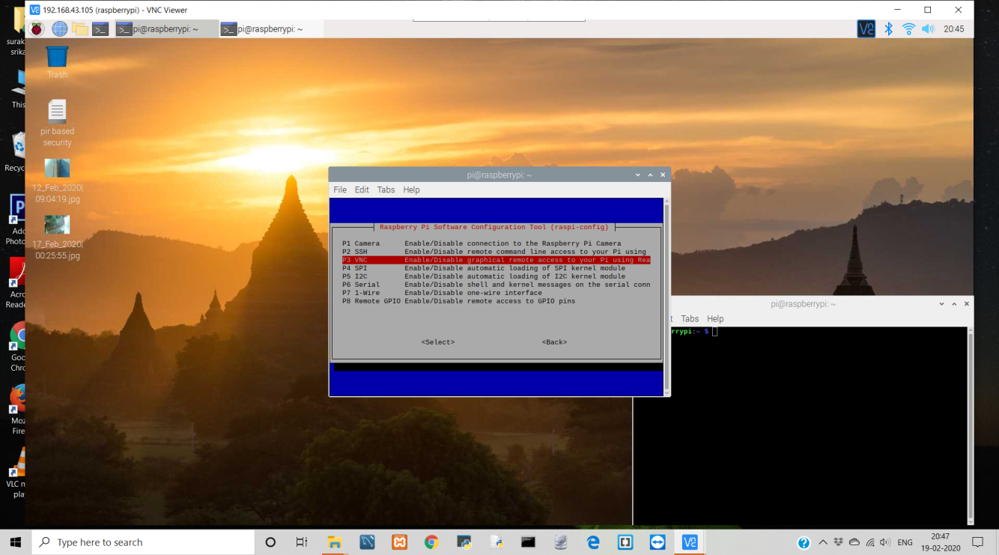 192.168.43.105 (raspberrypi) - VNC Viewer
pi@raspberrypi: ~
pi@raspberrypi: ~
20:45
Trash
pir based
security
12_Feb_2020|
09:04:19.jpg
17_Feb_2020|
00:25:55.jpg
surak
srika
This
Recyc
Ado
Photo
Acro
Reade
Goo
Chro
Moz
Fire
VLC m
pla
pi@raspberrypi: ~
File Edit Tabs Help
Raspberry Pi Software Configuration Tool (raspi-config)
P1 Camera Enable/Disable connection to the Raspberry Pi Camera
P2 SSH Enable/Disable remote command line access to your Pi using
P3 VNC Enable/Disable graphical remote access to your Pi using Rea
P4 SPI Enable/Disable automatic loading of SPI kernel module
P5 I2C Enable/Disable automatic loading of I2C kernel module
P6 Serial Enable/Disable shell and kernel messages on the serial conn
P7 1-Wire Enable/Disable one-wire interface
P8 Remote GPIO Enable/Disable remote access to GPIO pins
<Select> <Back>
pi@raspberrypi: ~
t Tabs Help
rrypi:~ $
Type here to search
ENG
20:47
19-02-2020